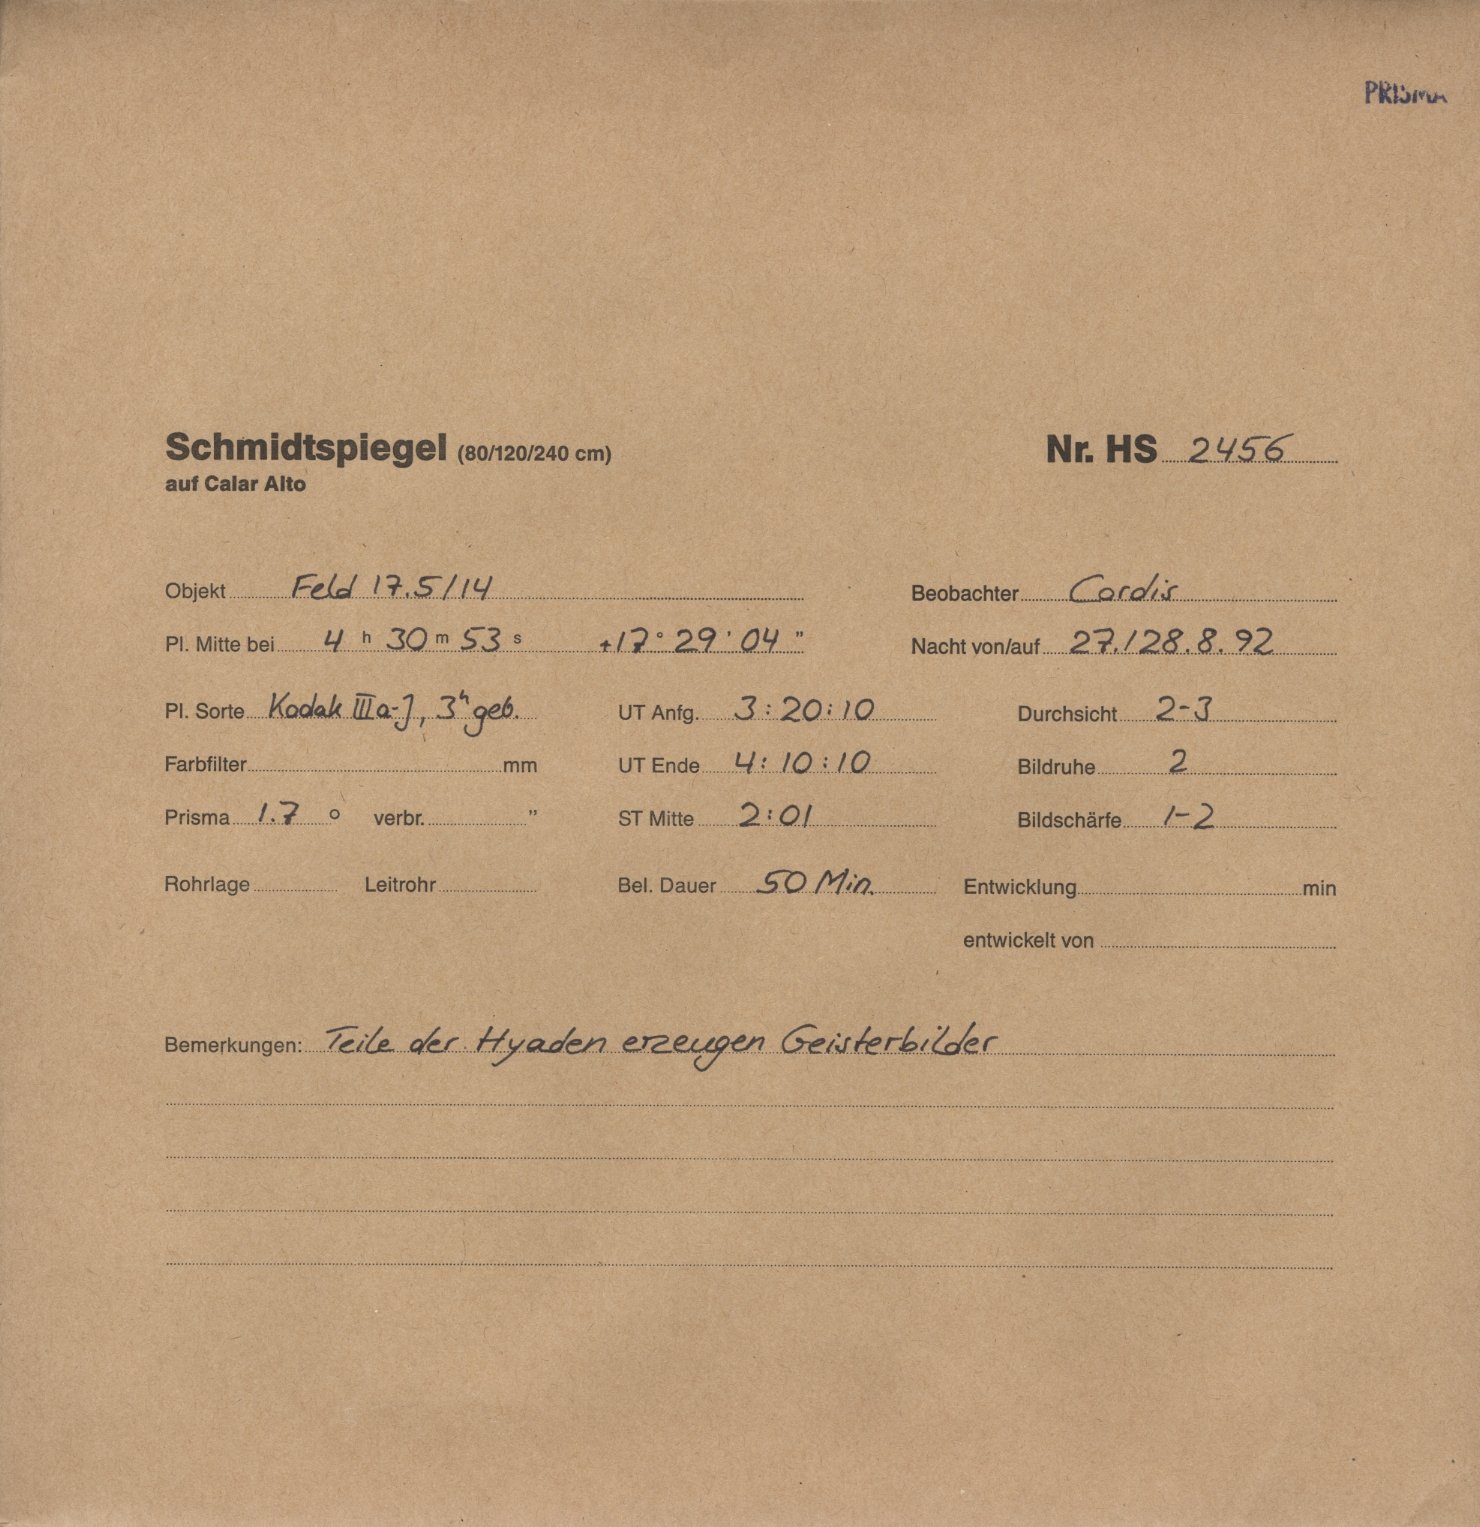 PRISMA
Schmidtspiegel (80/120/240 cm) Nr. HS 2456
auf Calar Alto
Objekt Feld 17.5/14 Beobachter Cordis
Pl. Mitte bei 4 h 30 m 53 s +17° 29' 04" Nacht von/auf 27./28.8.92
Pl. Sorte Kodak IIIa-J, 3h geb. UT Anfg. 3:20:10 Durchsicht 2-3
Farbfilter mm UT Ende 4:10:10 Bildruhe 2
Prisma 1.7 ° verbr. " ST Mitte 2:01 Bildschärfe 1-2
Rohrlage Leitrohr Bel. Dauer 50 Min. Entwicklung min
entwickelt von
Bemerkungen: Teile der Hyaden erzeugen Geisterbilder